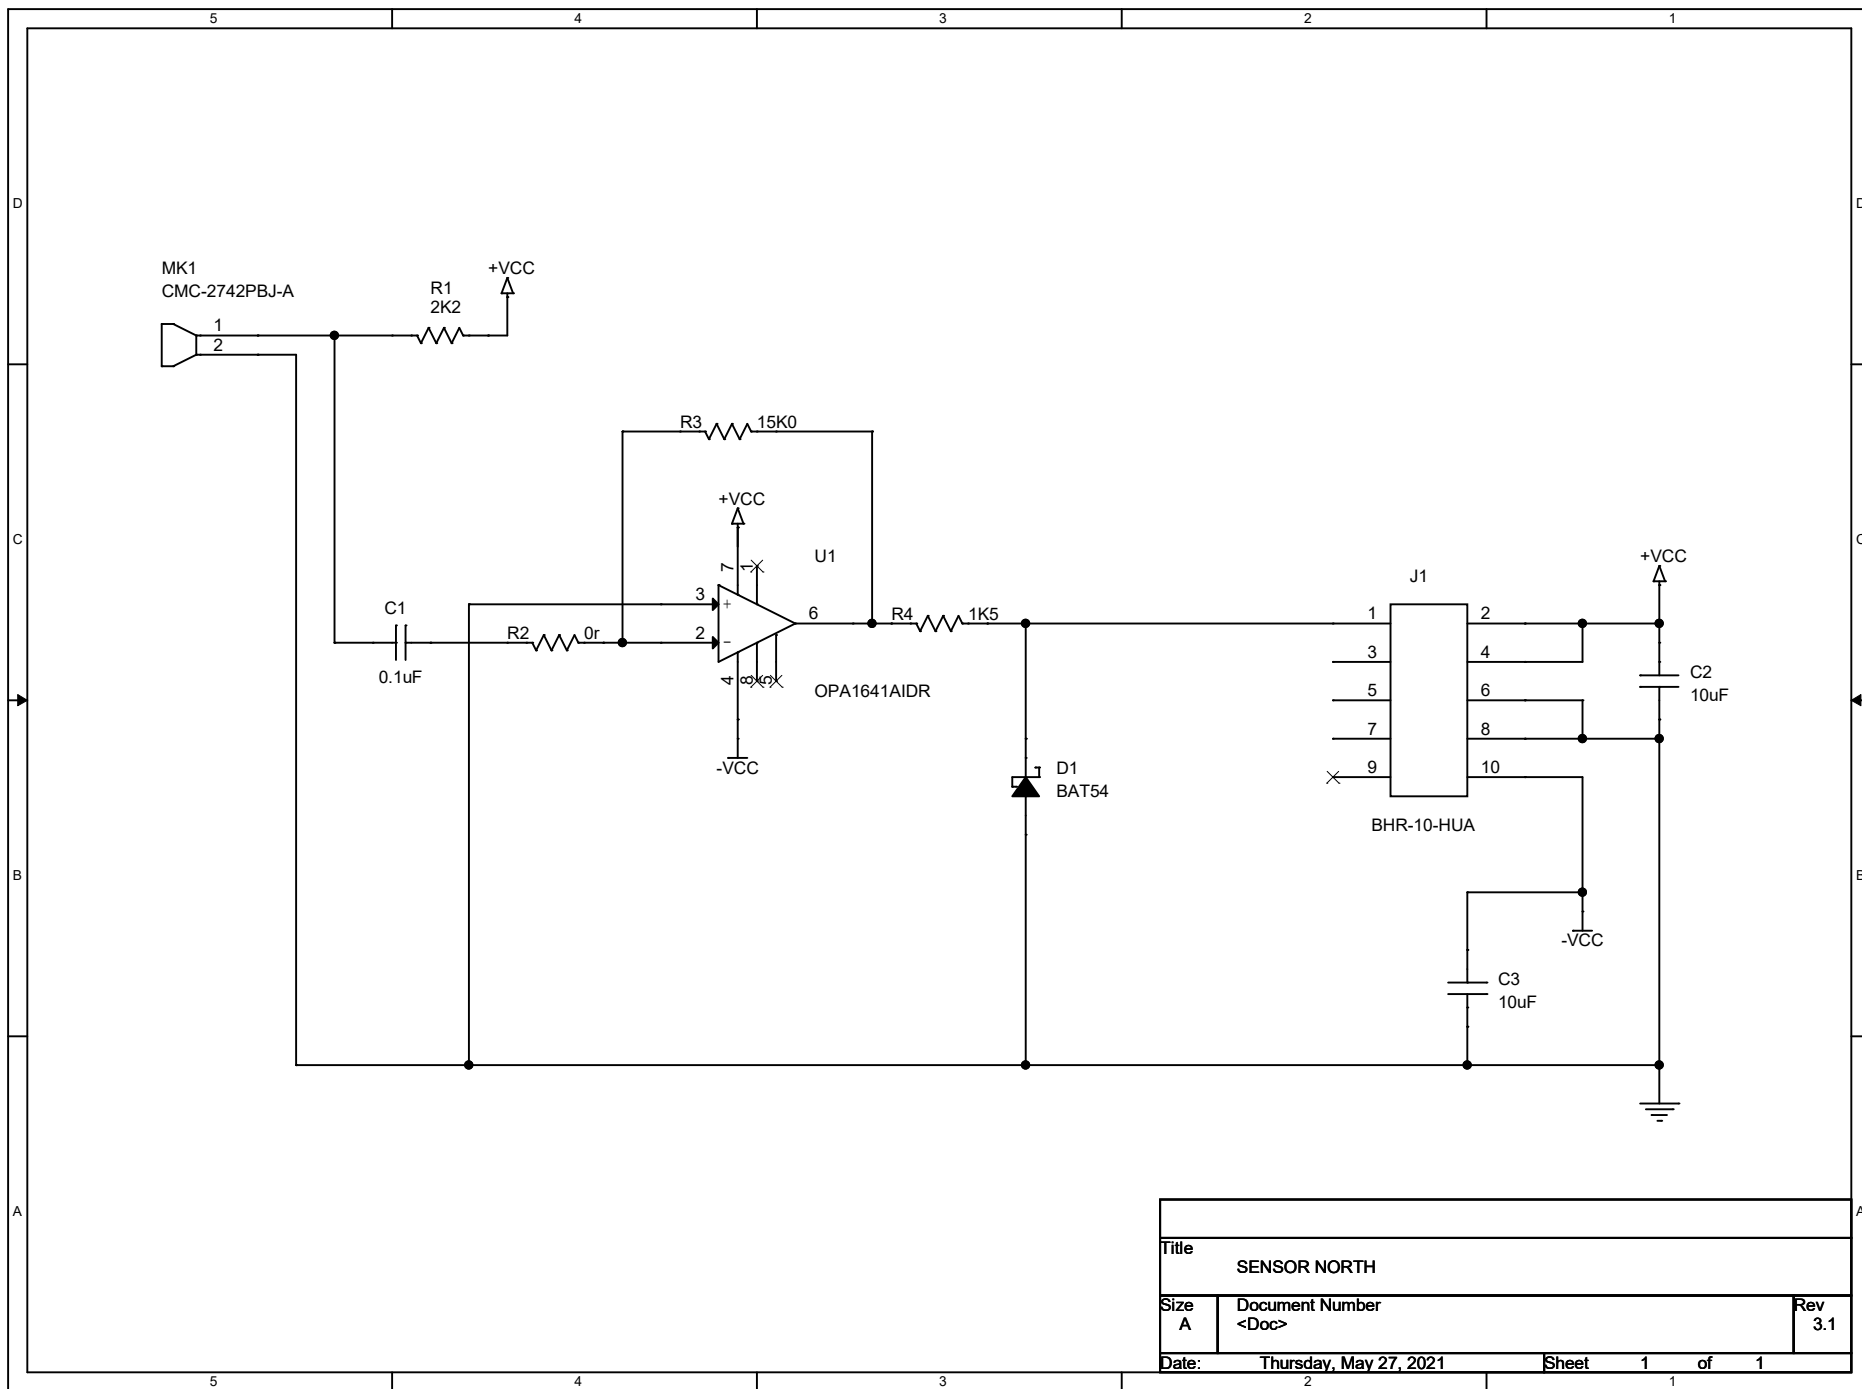 5 4 3 2 1
D D
MK1
CMC-2742PBJ-A
1
2
R1
2K2
+VCC
R3 15K0
+VCC
U1
7 1
3
2
6
4 8 5
OPA1641AIDR
-VCC
C C
C1
0.1uF
R2 0r
R4 1K5
J1
+VCC
1 2
3 4
5 6
7 8
9 10
BHR-10-HUA
C2
10uF
D1
BAT54
B B
-VCC
C3
10uF
A A
Title
SENSOR NORTH
Size Document Number Rev
A <Doc> 3.1
Date: Thursday, May 27, 2021 Sheet 1 of 1
5 4 3 2 1